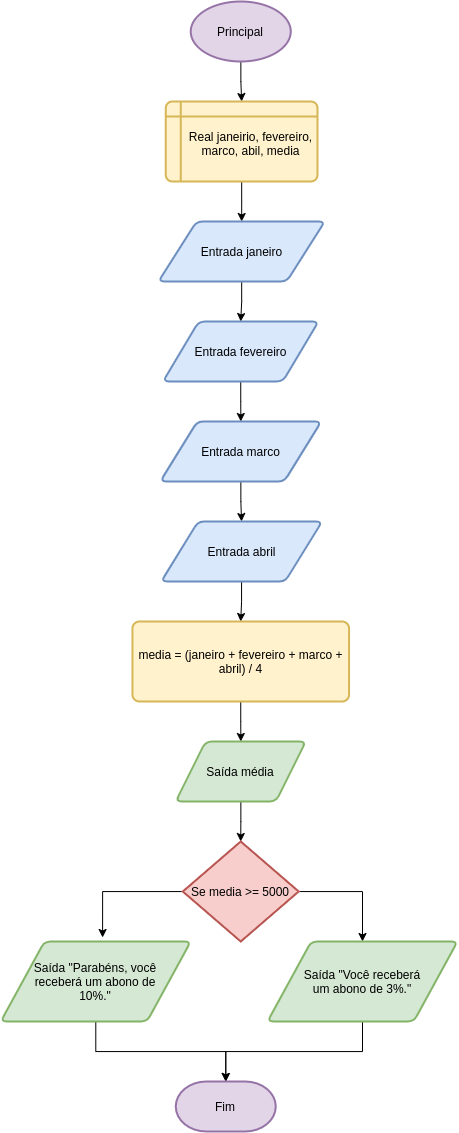 Principal
Real janeirio, fevereiro,
marco, abil, media
Entrada janeiro
Entrada fevereiro
Entrada marco
Entrada abril
media = (janeiro + fevereiro + marco +
abril) / 4
Saída média
Se media >= 5000
Saída "Parabéns, você
receberá um abono de
10%."
Saída "Você receberá
um abono de 3%."
Fim